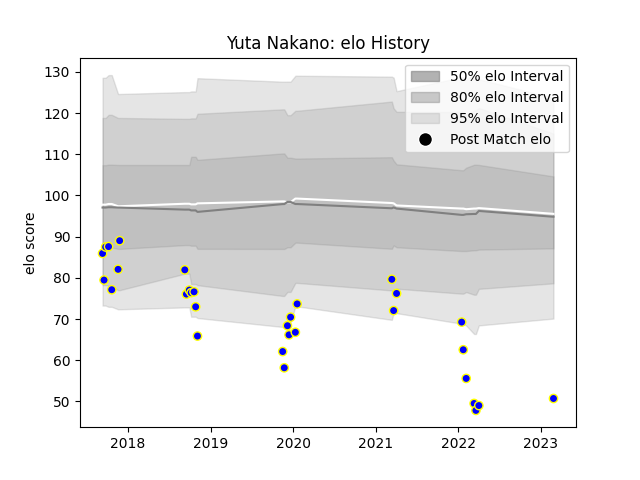 Yuta Nakano: elo History
130
120
110
100
90
80
70
60
50
elo score
50% elo Interval
80% elo Interval
95% elo Interval
Post Match elo
2018
2019
2020
2021
2022
2023